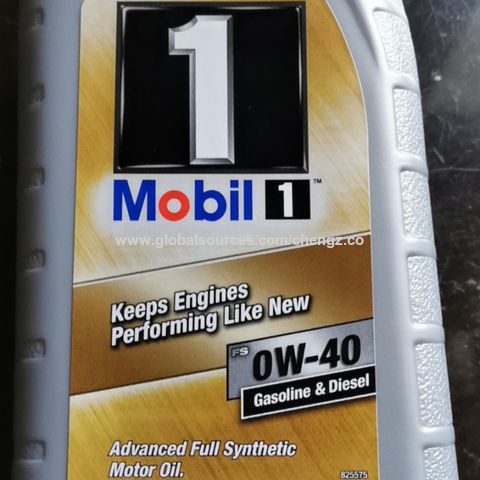 1
Mobil 1™
www.globalsources.com/chengz.co
Keeps Engines
Performing Like New
FS
0W-40
Gasoline & Diesel
Advanced Full Synthetic
Motor Oil.
825575